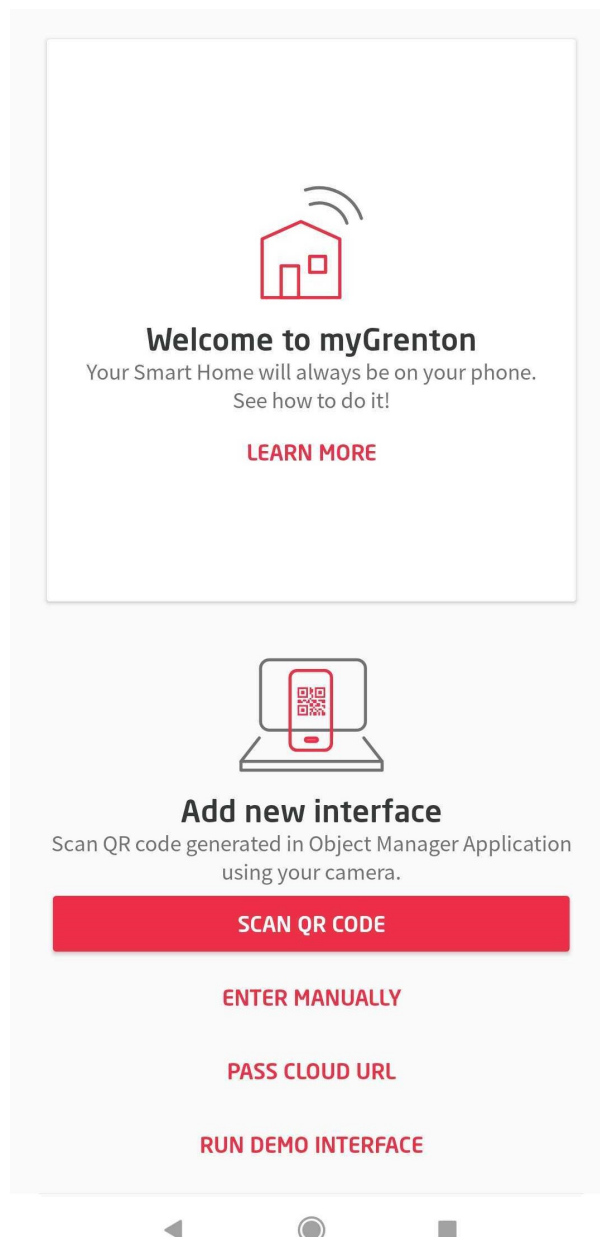 Welcome to myGrenton
Your Smart Home will always be on your phone.
See how to do it!
LEARN MORE
Add new interface
Scan QR code generated in Object Manager Application
using your camera.
SCAN QR CODE
ENTER MANUALLY
PASS CLOUD URL
RUN DEMO INTERFACE